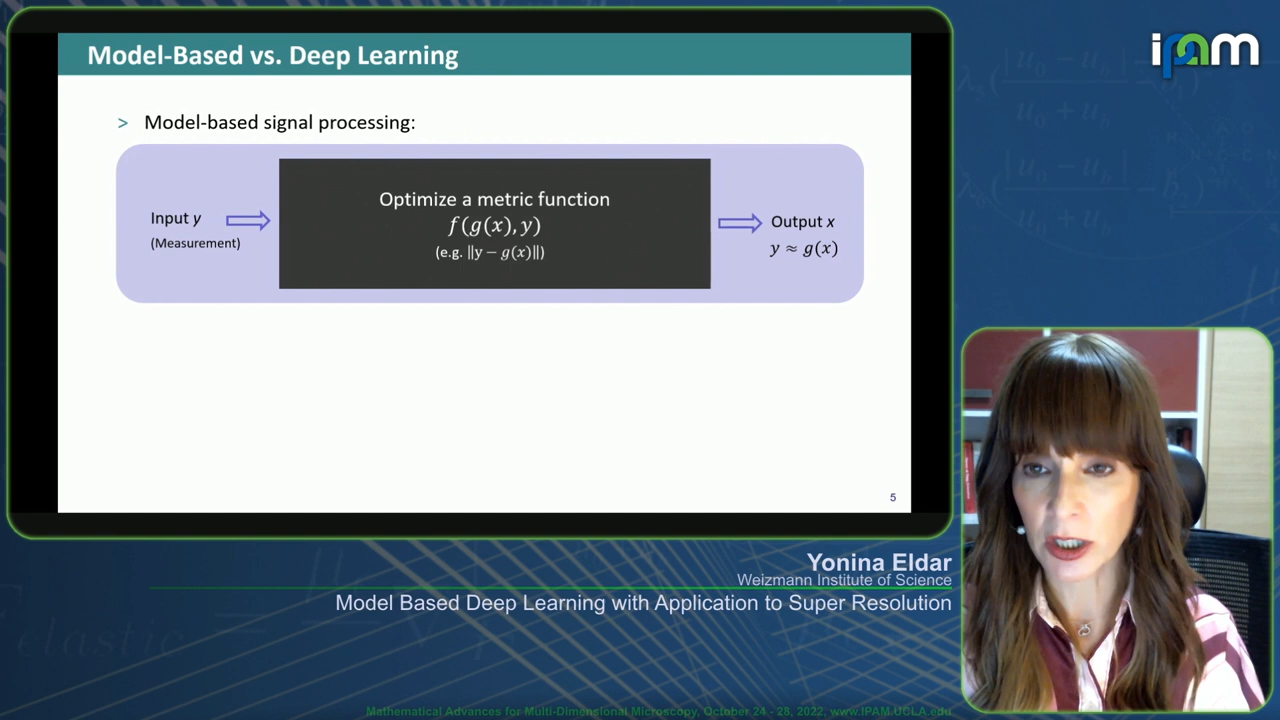 Model-Based vs. Deep Learning
> Model-based signal processing:
Input y
(Measurement)
Optimize a metric function
f(g(x), y)
(e.g. ‖y − g(x)‖)
Output x
y ≈ g(x)
5
ipam
Yonina Eldar
Weizmann Institute of Science
Model Based Deep Learning with Application to Super Resolution
Mathematical Advances for Multi-Dimensional Microscopy, October 24 - 28, 2022, www.IPAM.UCLA.edu